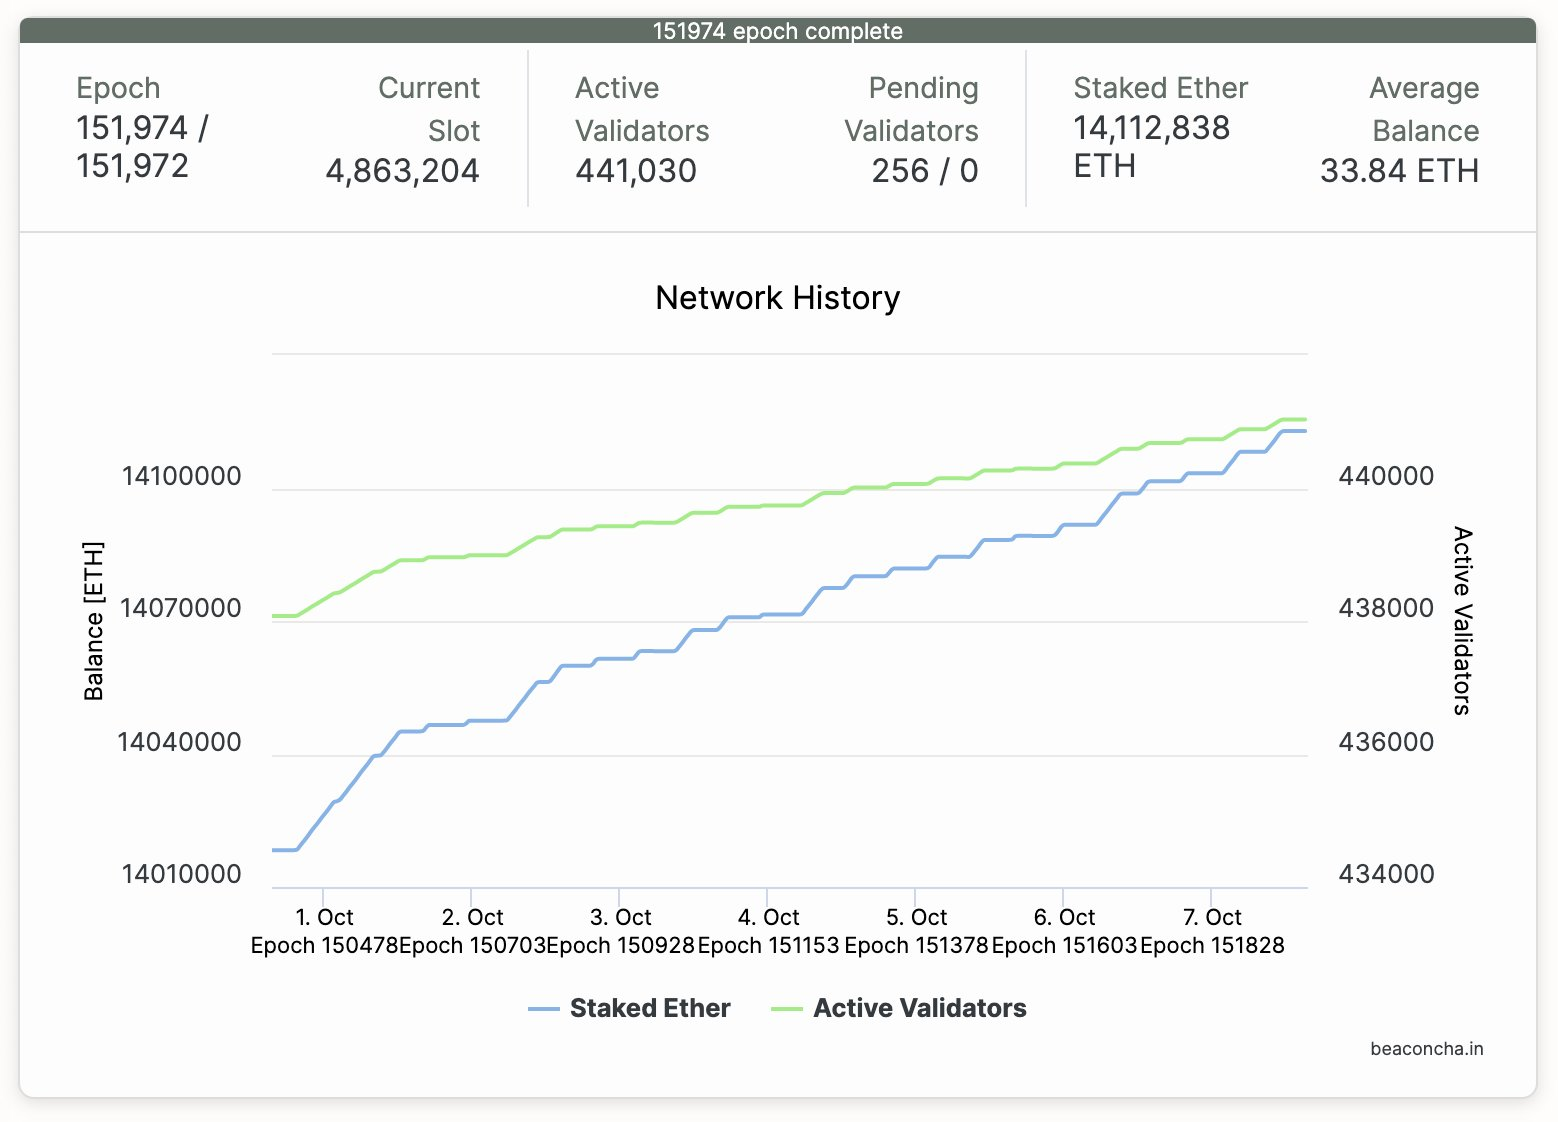 151974 epoch complete
Epoch
151,974 /
151,972
Current
Slot
4,863,204
Active
Validators
441,030
Pending
Validators
256 / 0
Staked Ether
14,112,838
ETH
Average
Balance
33.84 ETH
Network History
Balance [ETH]
14100000
14070000
14040000
14010000
440000
438000
436000
434000
Active Validators
1. Oct
Epoch 150478
2. Oct
Epoch 150703
3. Oct
Epoch 150928
4. Oct
Epoch 151153
5. Oct
Epoch 151378
6. Oct
Epoch 151603
7. Oct
Epoch 151828
Staked Ether
Active Validators
beaconcha.in